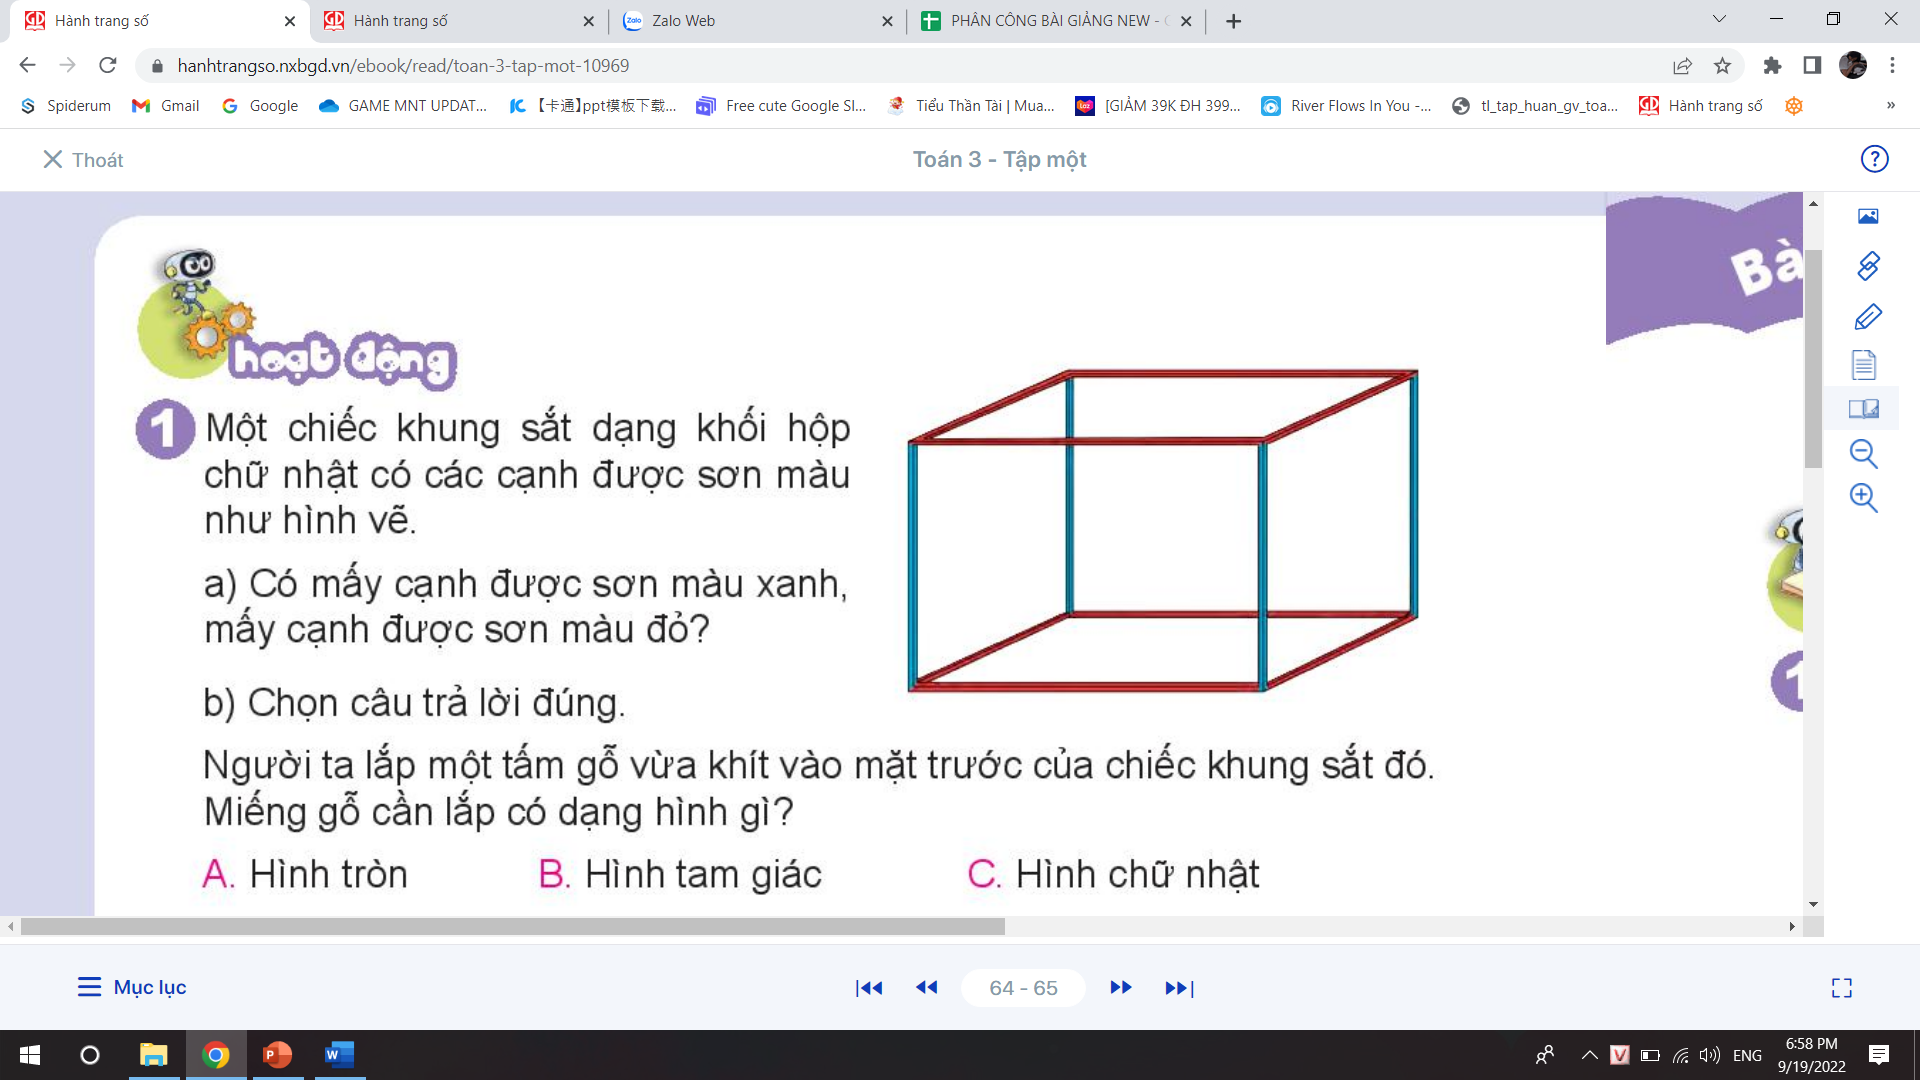 Hành trang số
Hành trang số
Zalo Web
PHÂN CÔNG BÀI GIẢNG NEW -
hanhtrangso.nxbgd.vn/ebook/read/toan-3-tap-mot-10969
Spiderum
Gmail
Google
GAME MNT UPDAT...
【卡通】ppt模板下载...
Free cute Google Sl...
Tiểu Thần Tài | Mua...
[GIẢM 39K ĐH 399...
River Flows In You -...
tl_tap_huan_gv_toa...
Hành trang số
»
Thoát
Toán 3 - Tập một
Bà
hoạt động
1 Một chiếc khung sắt dạng khối hộp
chữ nhật có các cạnh được sơn màu
như hình vẽ.
a) Có mấy cạnh được sơn màu xanh,
mấy cạnh được sơn màu đỏ?
b) Chọn câu trả lời đúng.
Người ta lắp một tấm gỗ vừa khít vào mặt trước của chiếc khung sắt đó.
Miếng gỗ cần lắp có dạng hình gì?
A. Hình tròn B. Hình tam giác C. Hình chữ nhật
1
Mục lục
64 - 65
ENG
6:58 PM
9/19/2022